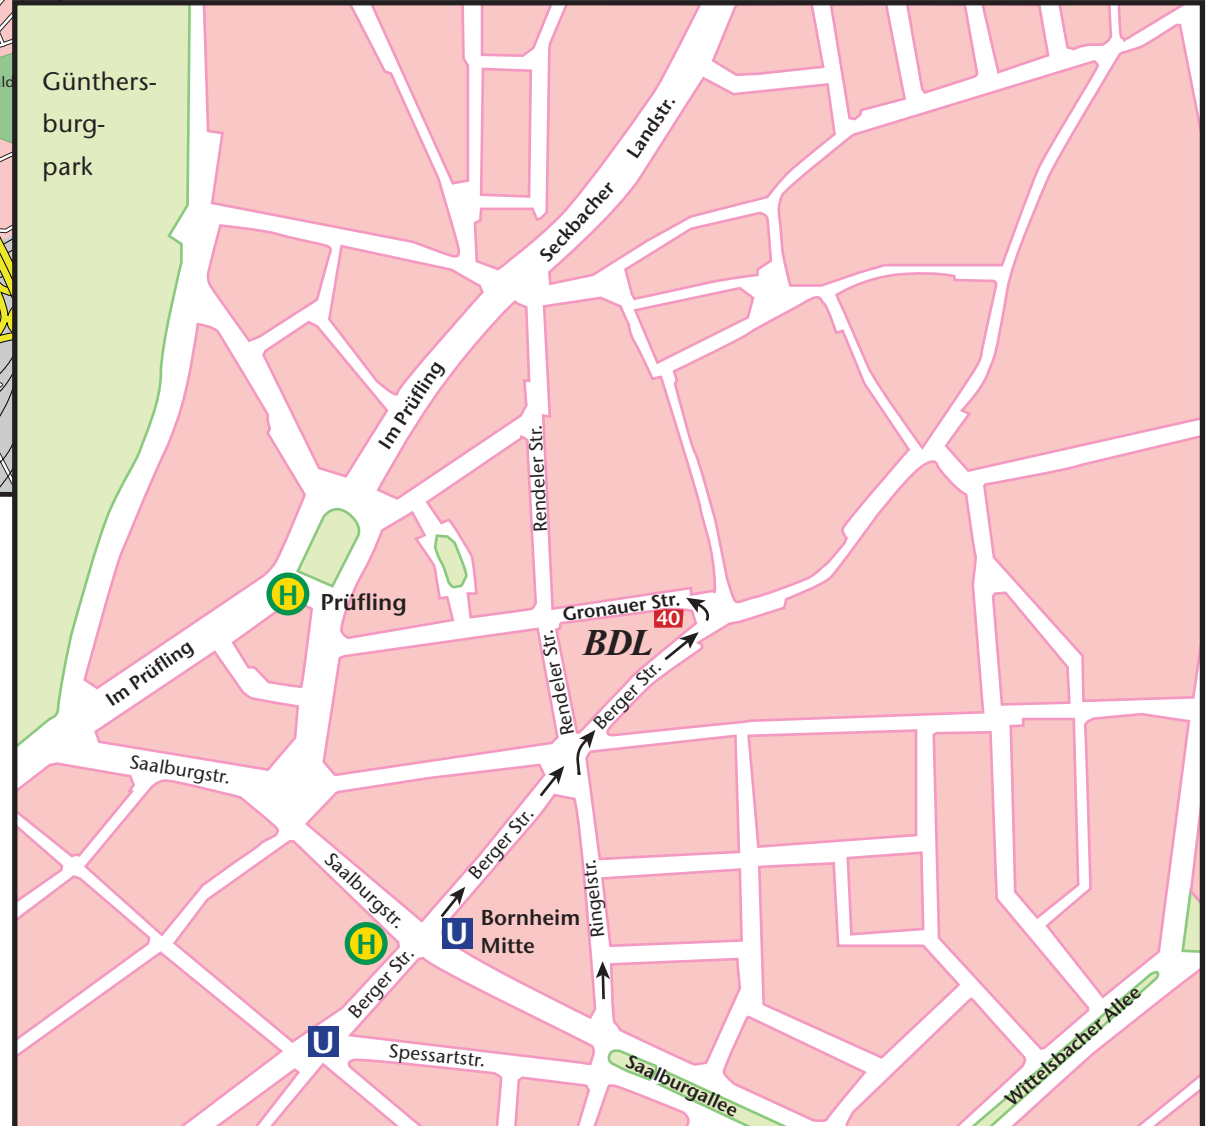 Günthers-
burg-
park
ld
Seckbacher Landstr.
Im Prüfling
Rendeler Str.
H
Prüfling
Gronauer Str.
40
BDL
Im Prüfling
Rendeler Str.
Berger Str.
Saalburgstr.
Berger Str.
Saalburgstr.
Ringelstr.
U
Bornheim
Mitte
H
Berger Str.
U
Spessartstr.
Saalburgallee
Wittelsbacher Allee